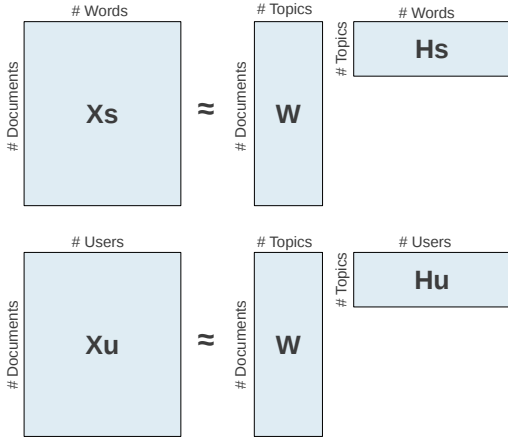 # Words
# Topics
# Words
# Documents
Xs
≈
# Documents
W
# Topics
Hs
# Users
# Topics
# Users
# Documents
Xu
≈
# Documents
W
# Topics
Hu